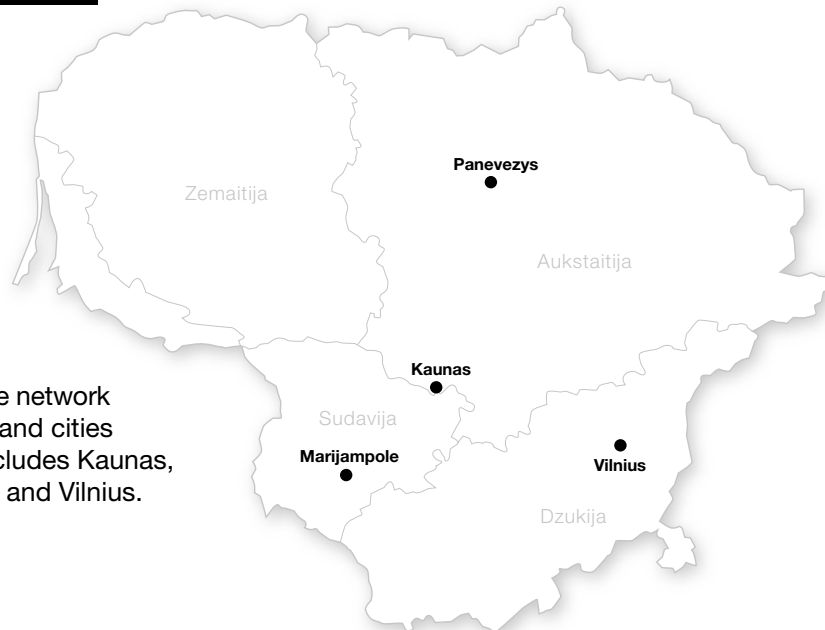 Panevezys
Zemaitija
Aukstaitija
Kaunas
e network
and cities
Sudavija
cludes Kaunas,
Marijampole
Vilnius
and Vilnius.
Dzukija